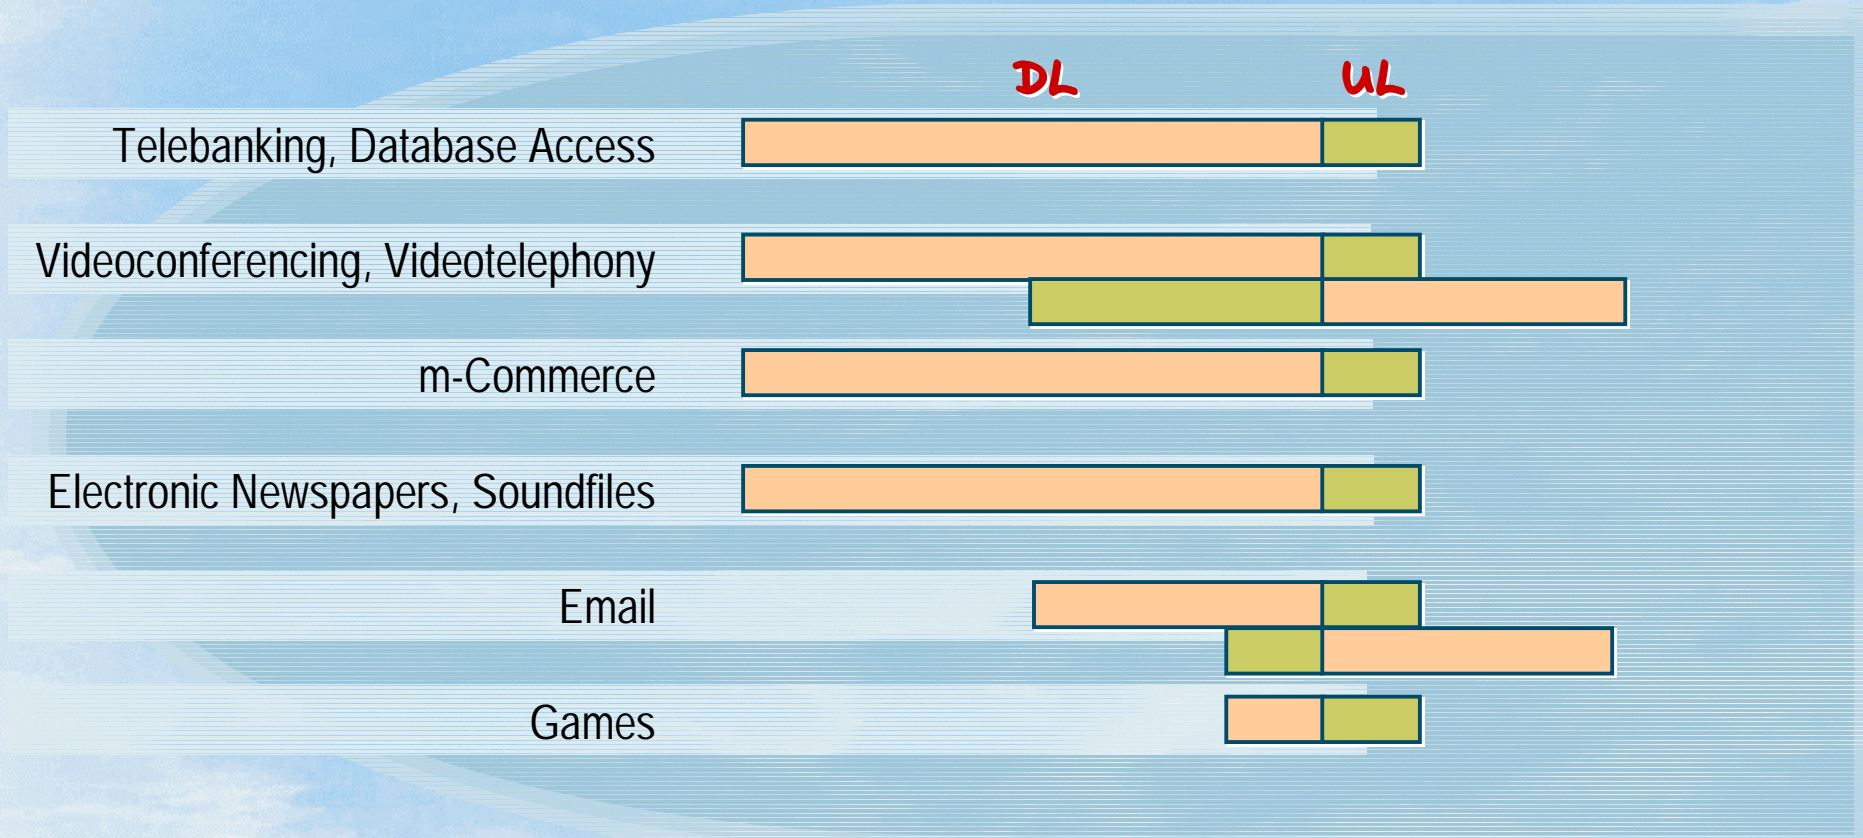 DL UL
Telebanking, Database Access
Videoconferencing, Videotelephony
m-Commerce
Electronic Newspapers, Soundfiles
Email
Games